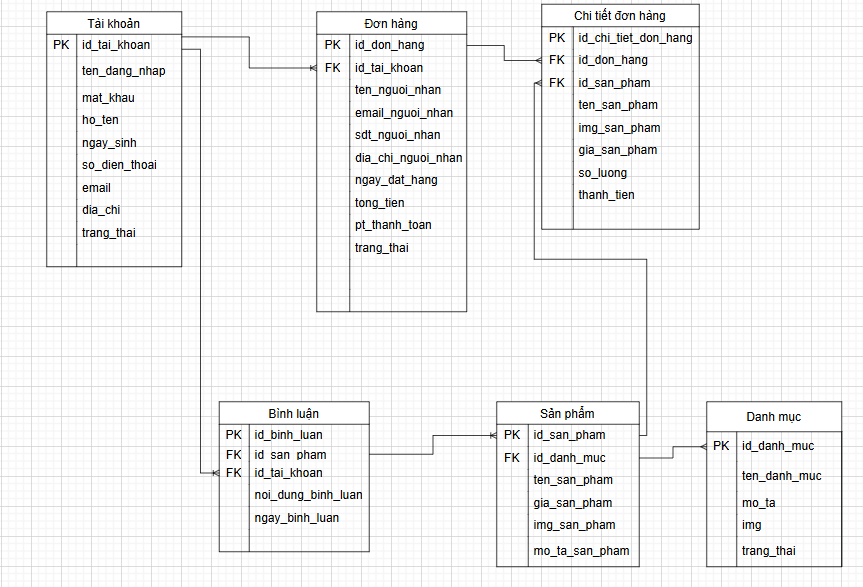 Tài khoản
PK id_tai_khoan
ten_dang_nhap
mat_khau
ho_ten
ngay_sinh
so_dien_thoai
email
dia_chi
trang_thai
Đơn hàng
PK id_don_hang
FK id_tai_khoan
ten_nguoi_nhan
email_nguoi_nhan
sdt_nguoi_nhan
dia_chi_nguoi_nhan
ngay_dat_hang
tong_tien
pt_thanh_toan
trang_thai
Chi tiết đơn hàng
PK id_chi_tiet_don_hang
FK id_don_hang
FK id_san_pham
ten_san_pham
img_san_pham
gia_san_pham
so_luong
thanh_tien
Bình luận
PK id_binh_luan
FK id_san_pham
FK id_tai_khoan
noi_dung_binh_luan
ngay_binh_luan
Sản phẩm
PK id_san_pham
FK id_danh_muc
ten_san_pham
gia_san_pham
img_san_pham
mo_ta_san_pham
Danh mục
PK id_danh_muc
ten_danh_muc
mo_ta
img
trang_thai